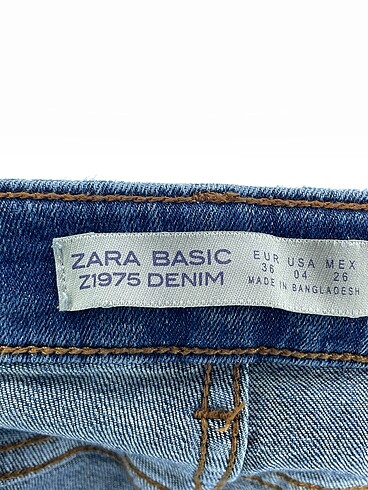 ZARA BASIC
Z1975 DENIM
EUR USA MEX
36 04 26
MADE IN BANGLADESH